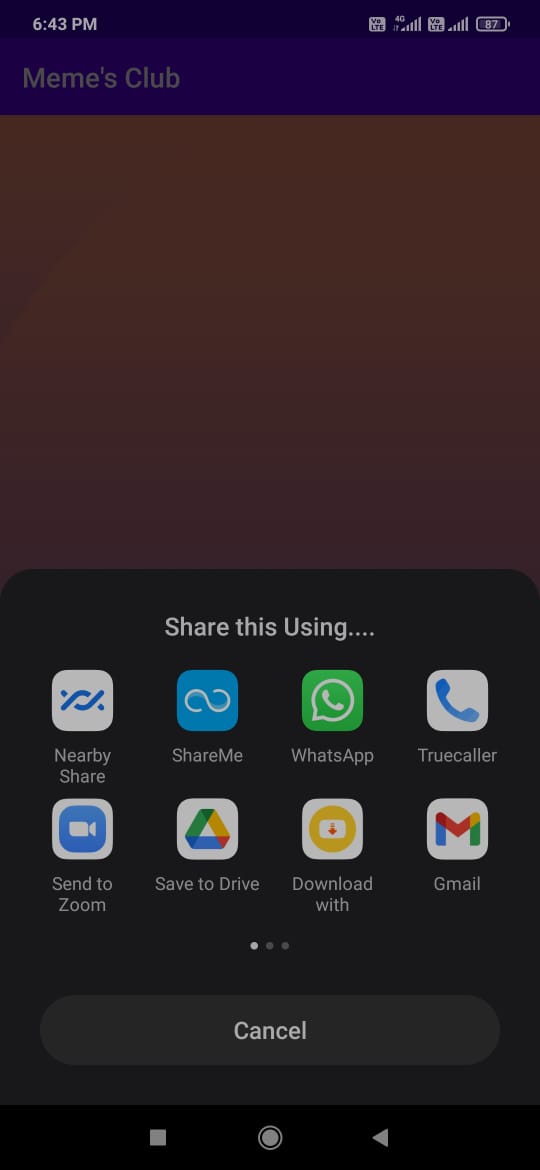 6:43 PM
Vo LTE 4G Vo LTE 87
Meme's Club
Share this Using....
Nearby Share
ShareMe
WhatsApp
Truecaller
Send to Zoom
Save to Drive
Download with
Gmail
Cancel